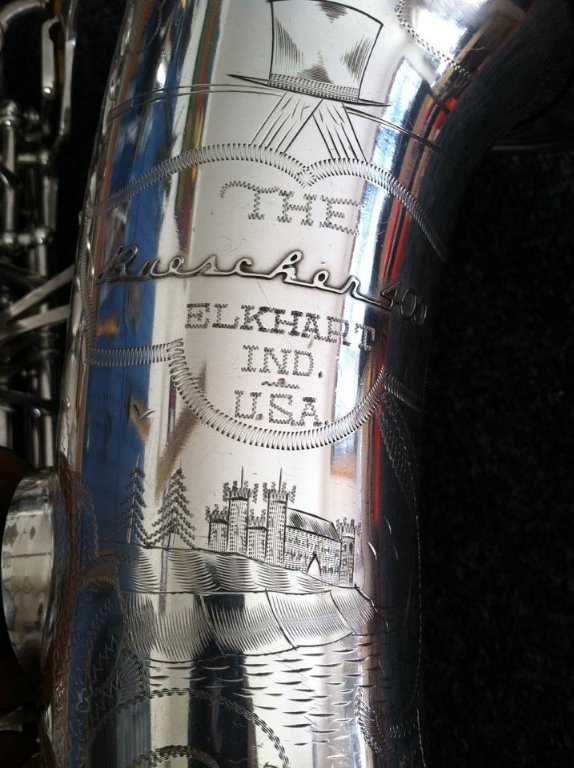 THE
Buescher 400
ELKHART
IND.
U.S.A